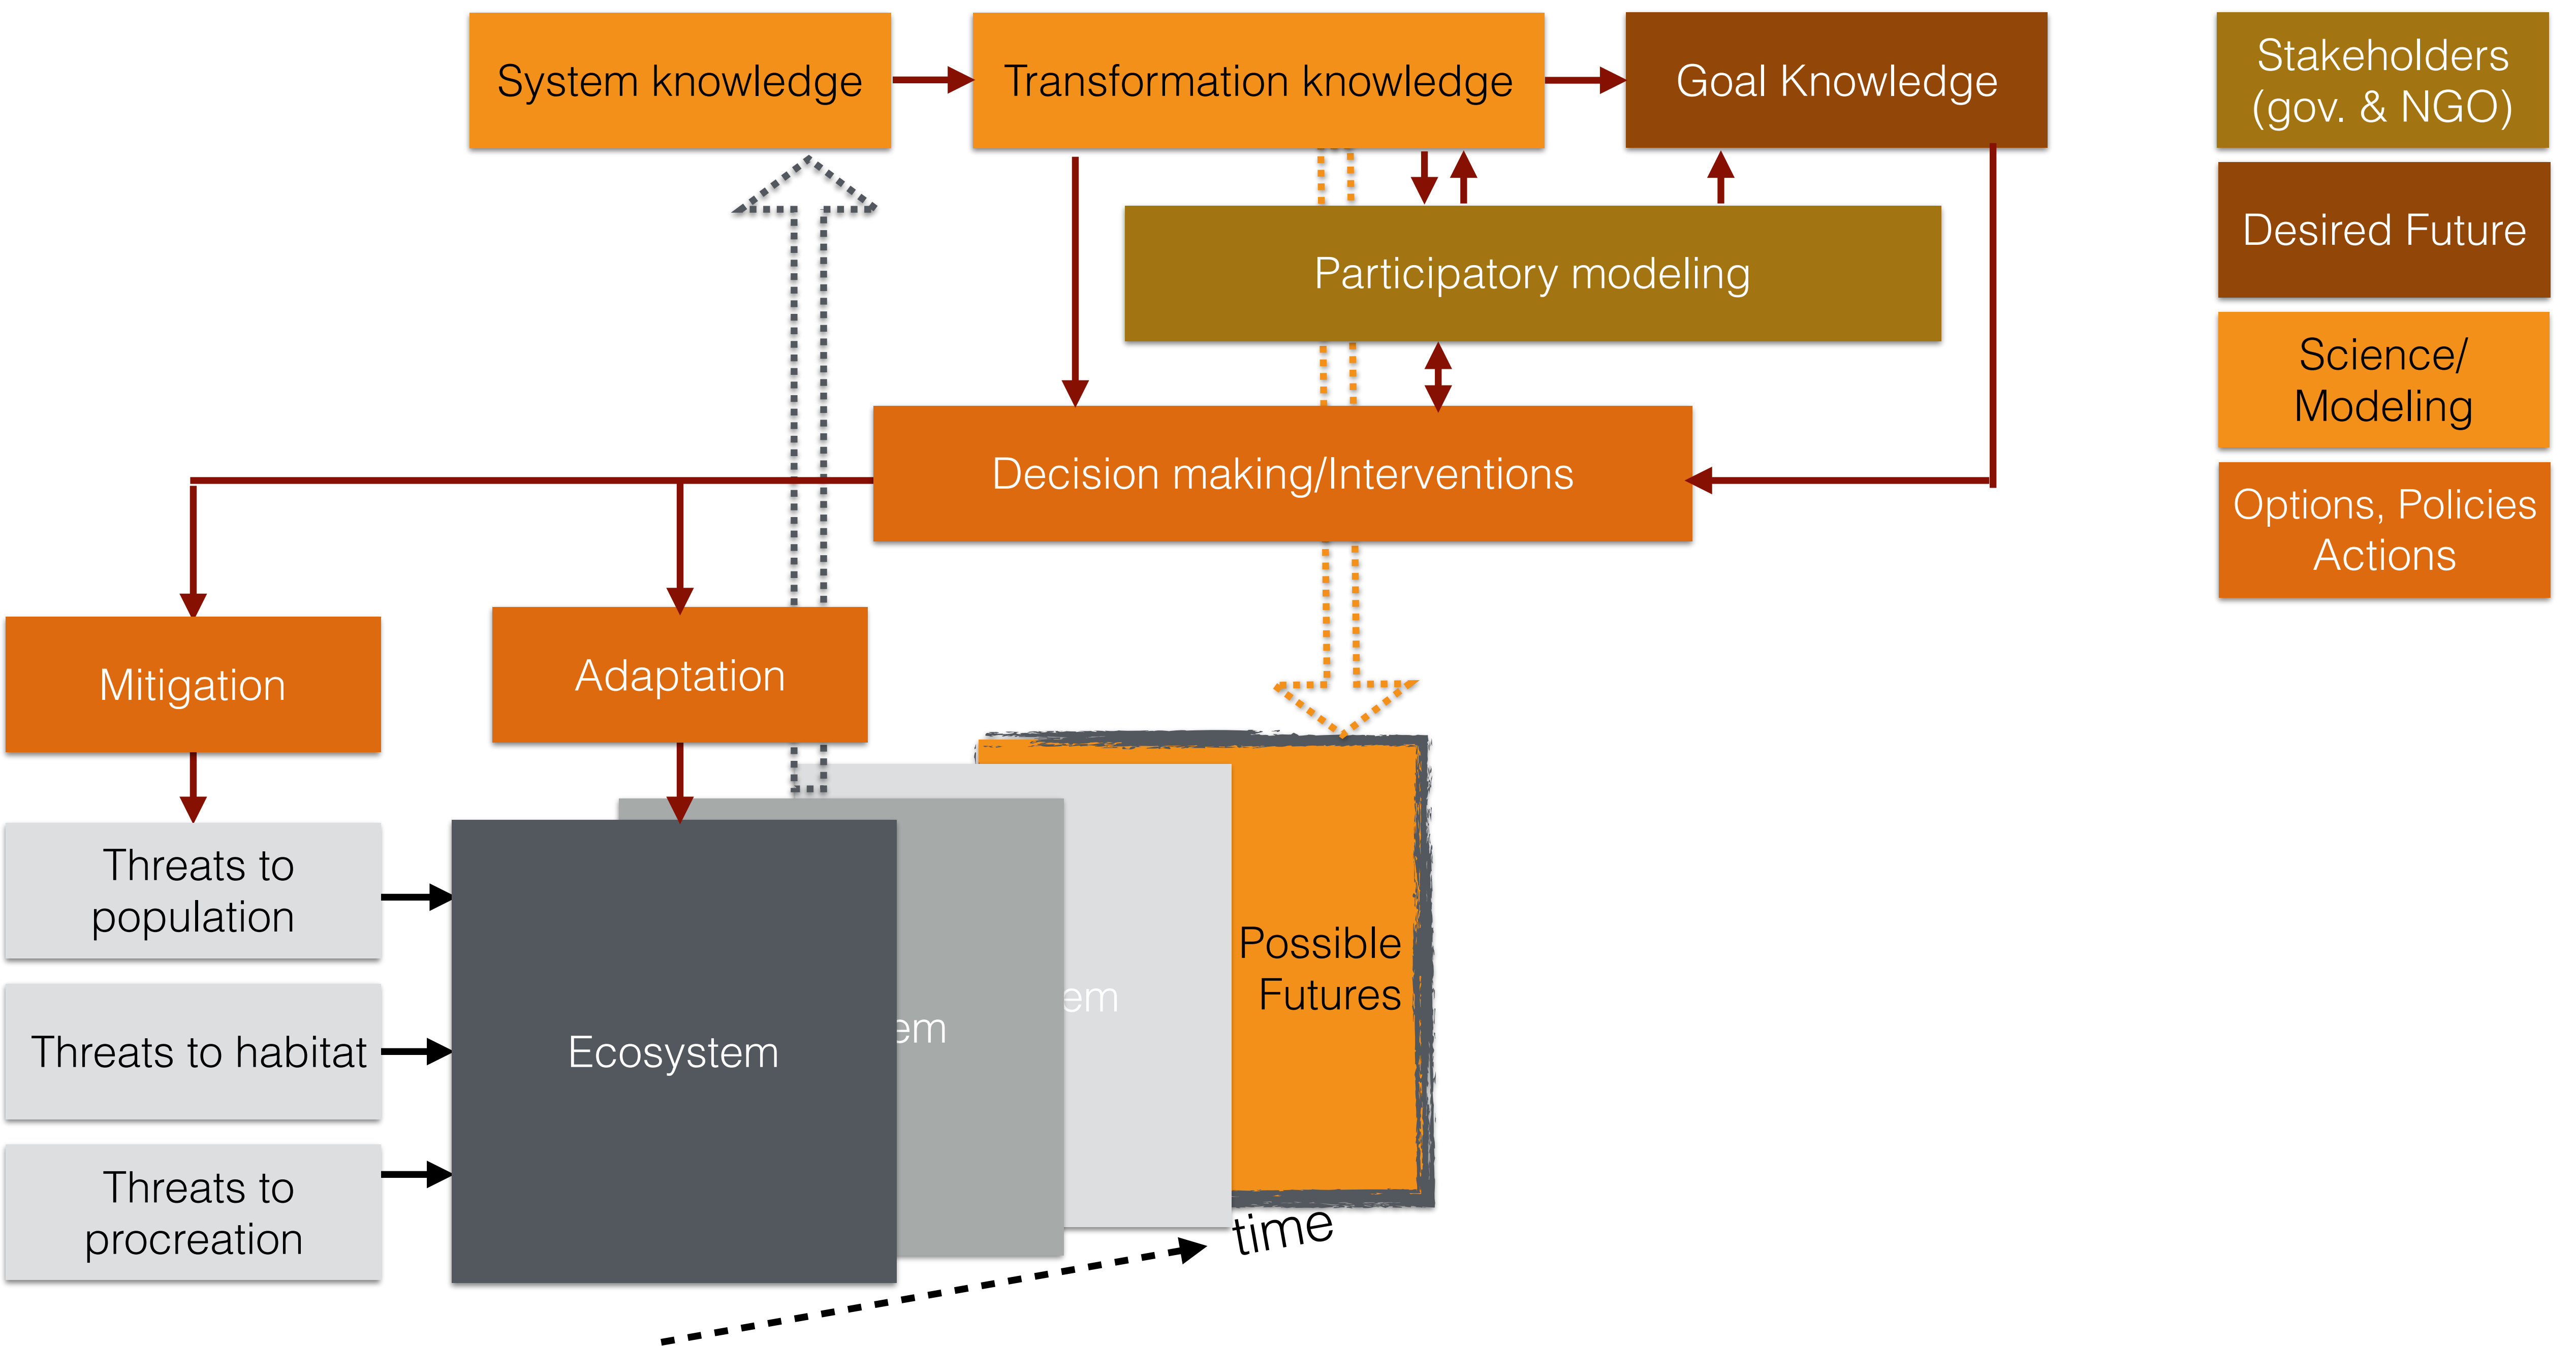 System knowledge
Transformation knowledge
Goal Knowledge
Stakeholders
(gov. & NGO)
Desired Future
Participatory modeling
Science/
Modeling
Decision making/Interventions
Options, Policies
Actions
Mitigation
Adaptation
Threats to
population
Threats to habitat
Threats to
procreation
Ecosystem
em
em
Possible
Futures
time